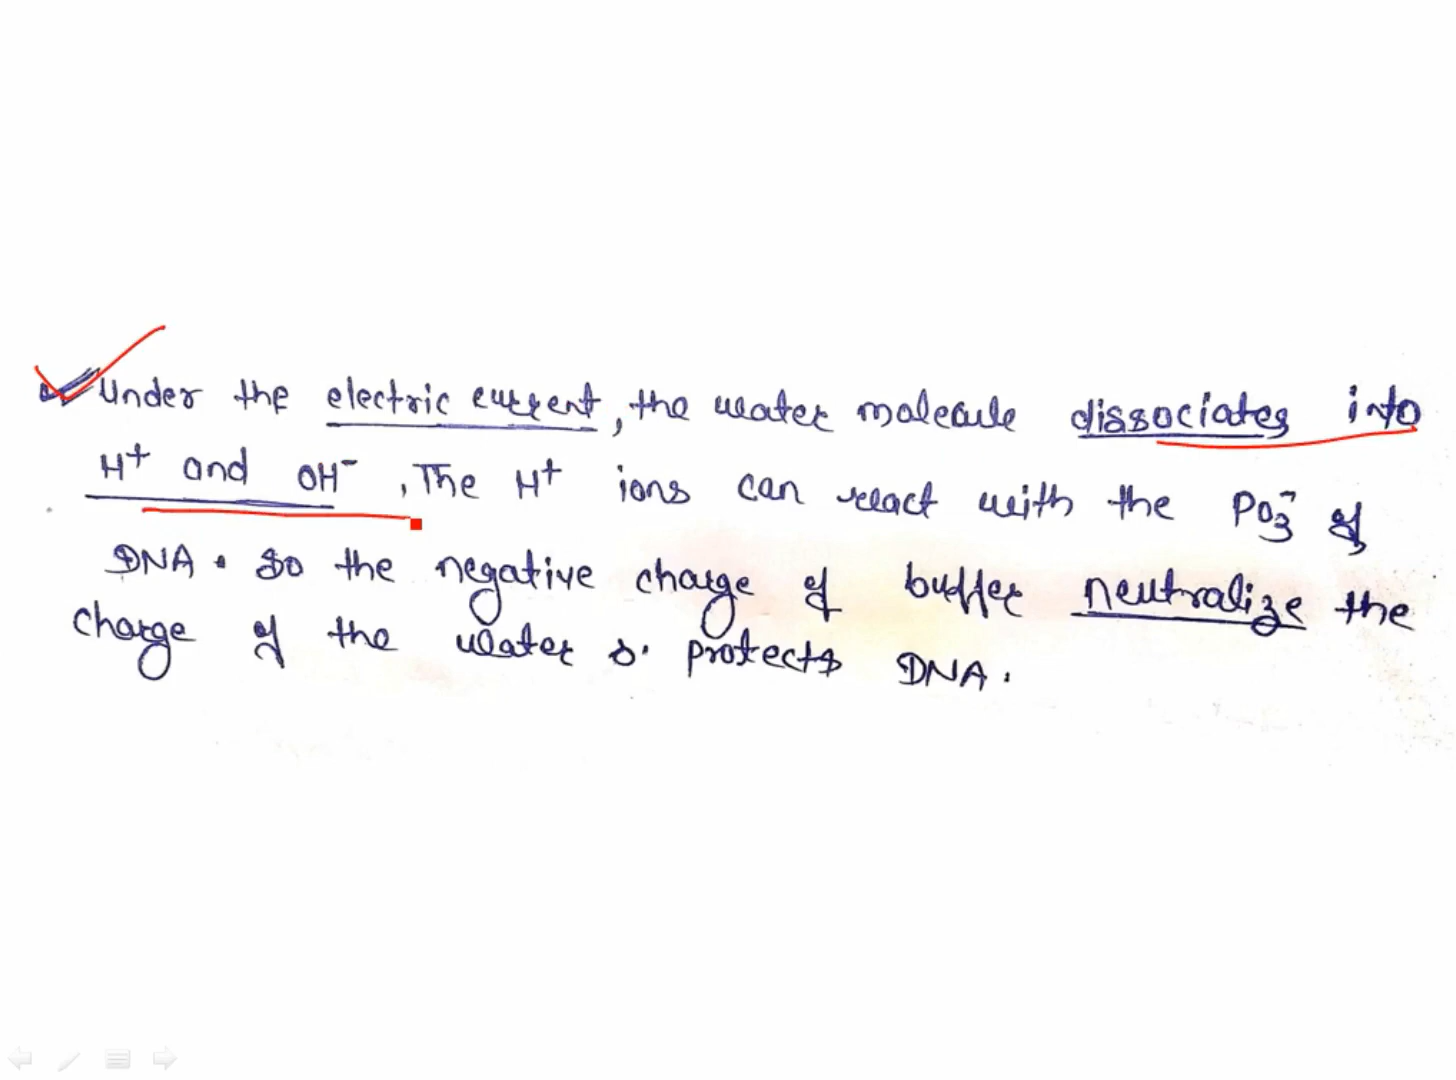 Under the electric current, the water molecule dissociates into
H⁺ and OH⁻, The H⁺ ions can react with the PO₃⁻ of
DNA. So the negative charge of buffer neutralize the
charge of the water & protects DNA.